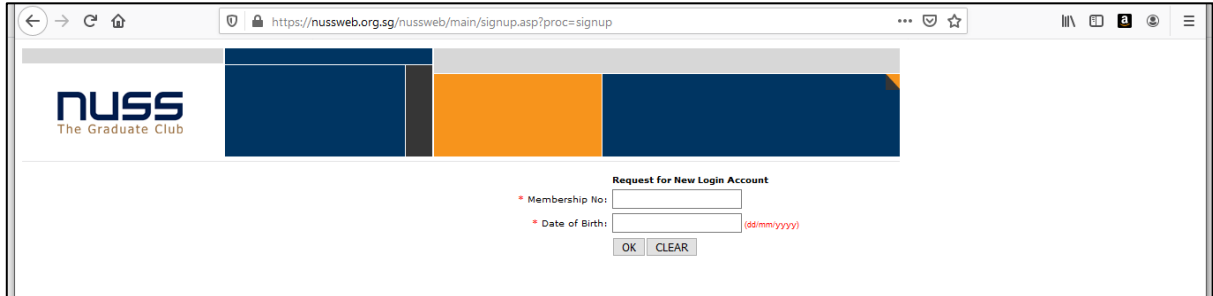 https://nussweb.org.sg/nussweb/main/signup.asp?proc=signup
nuss
The Graduate Club
Request for New Login Account
* Membership No:
* Date of Birth: (dd/mm/yyyy)
OK CLEAR